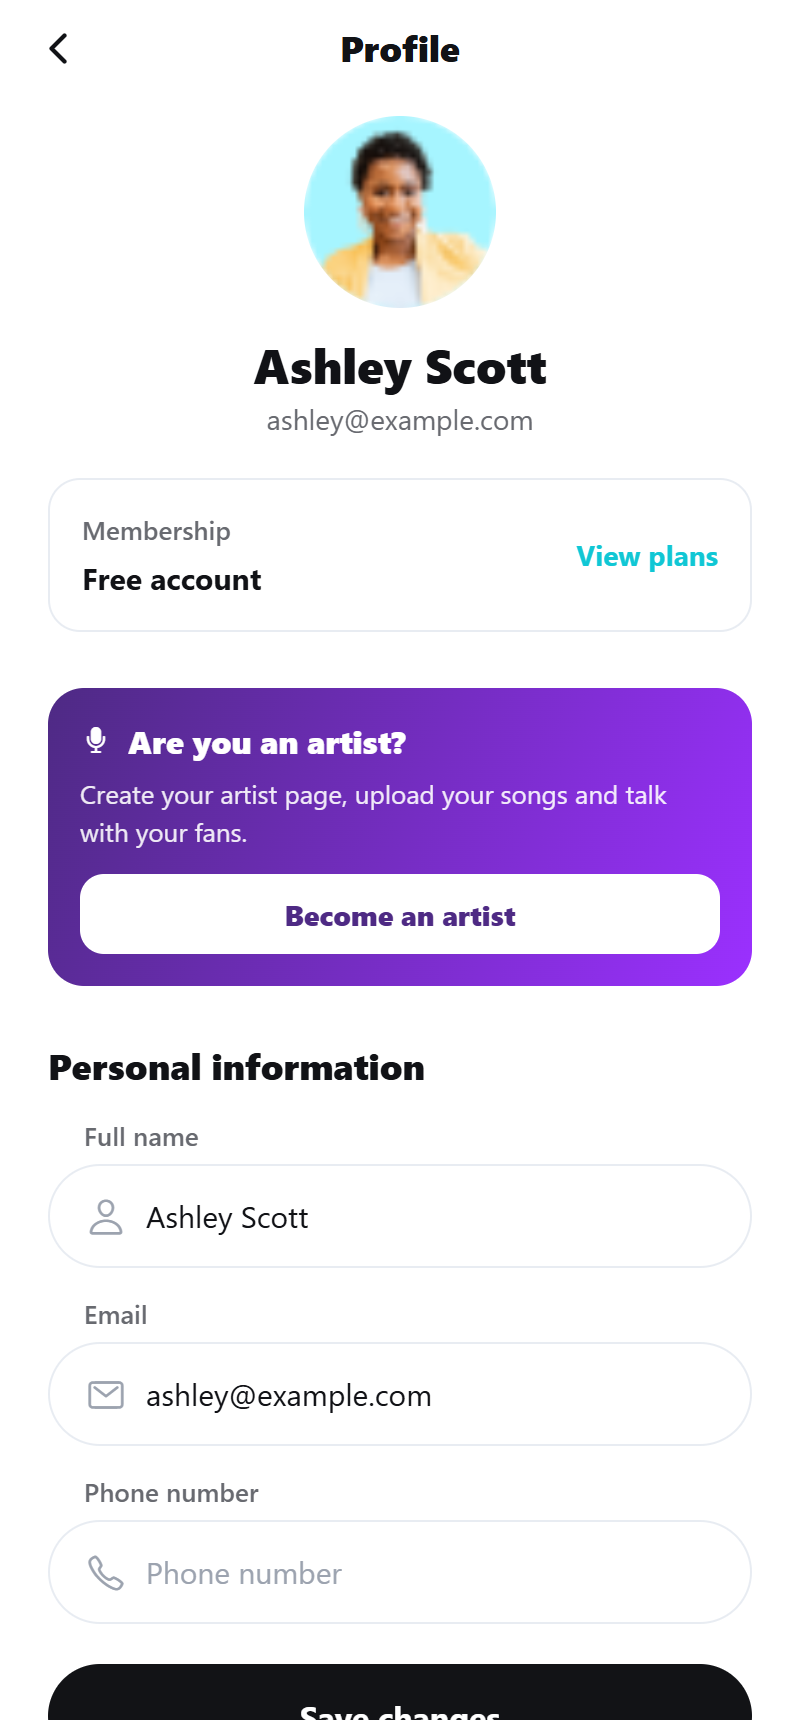 Profile
Ashley Scott
ashley@example.com
Membership
Free account
View plans
Are you an artist?
Create your artist page, upload your songs and talk
with your fans.
Become an artist
Personal information
Full name
Ashley Scott
Email
ashley@example.com
Phone number
Phone number
Save changes